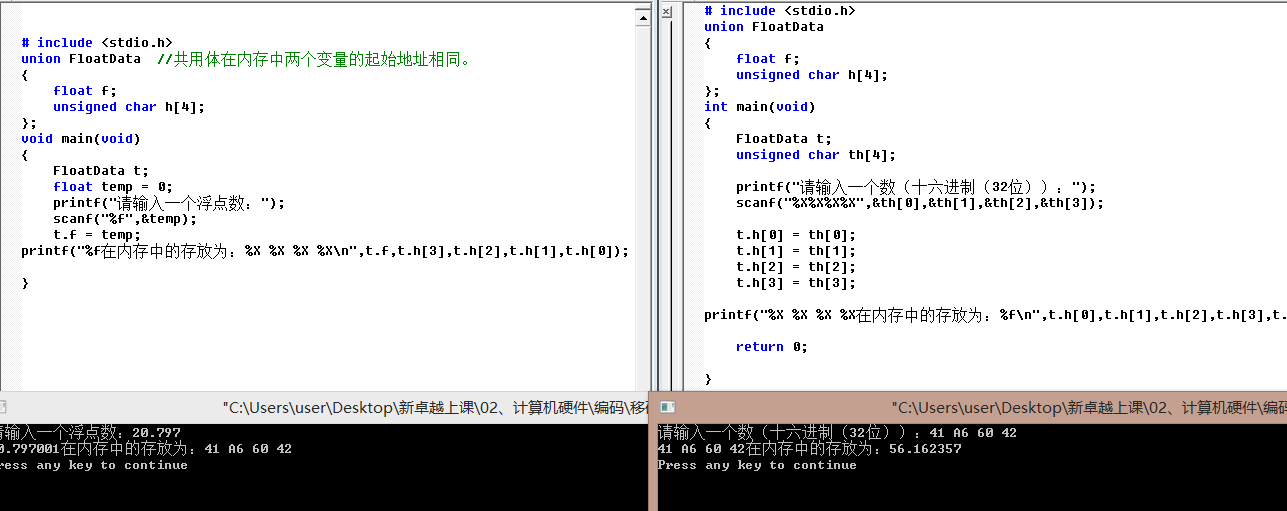 # include <stdio.h>
union FloatData  //共用体在内存中两个变量的起始地址相同。
{
    float f;
    unsigned char h[4];
};
void main(void)
{
    FloatData t;
    float temp = 0;
    printf("请输入一个浮点数：");
    scanf("%f",&temp);
    t.f = temp;
printf("%f在内存中的存放为：%X %X %X %X\n",t.f,t.h[3],t.h[2],t.h[1],t.h[0]);
}
"C:\Users\user\Desktop\新卓越上课\02、计算机硬件\编码\移
请输入一个浮点数：20.797
0.797001在内存中的存放为：41 A6 60 42
ress any key to continue
# include <stdio.h>
union FloatData
{
    float f;
    unsigned char h[4];
};
int main(void)
{
    FloatData t;
    unsigned char th[4];
    printf("请输入一个数（十六进制（32位））：");
    scanf("%X%X%X%X",&th[0],&th[1],&th[2],&th[3]);
    t.h[0] = th[0];
    t.h[1] = th[1];
    t.h[2] = th[2];
    t.h[3] = th[3];
printf("%X %X %X %X在内存中的存放为：%f\n",t.h[0],t.h[1],t.h[2],t.h[3],t.
    return 0;
}
"C:\Users\user\Desktop\新卓越上课\02、计算机硬件\编码
请输入一个数（十六进制（32位））：41 A6 60 42
41 A6 60 42在内存中的存放为：56.162357
Press any key to continue